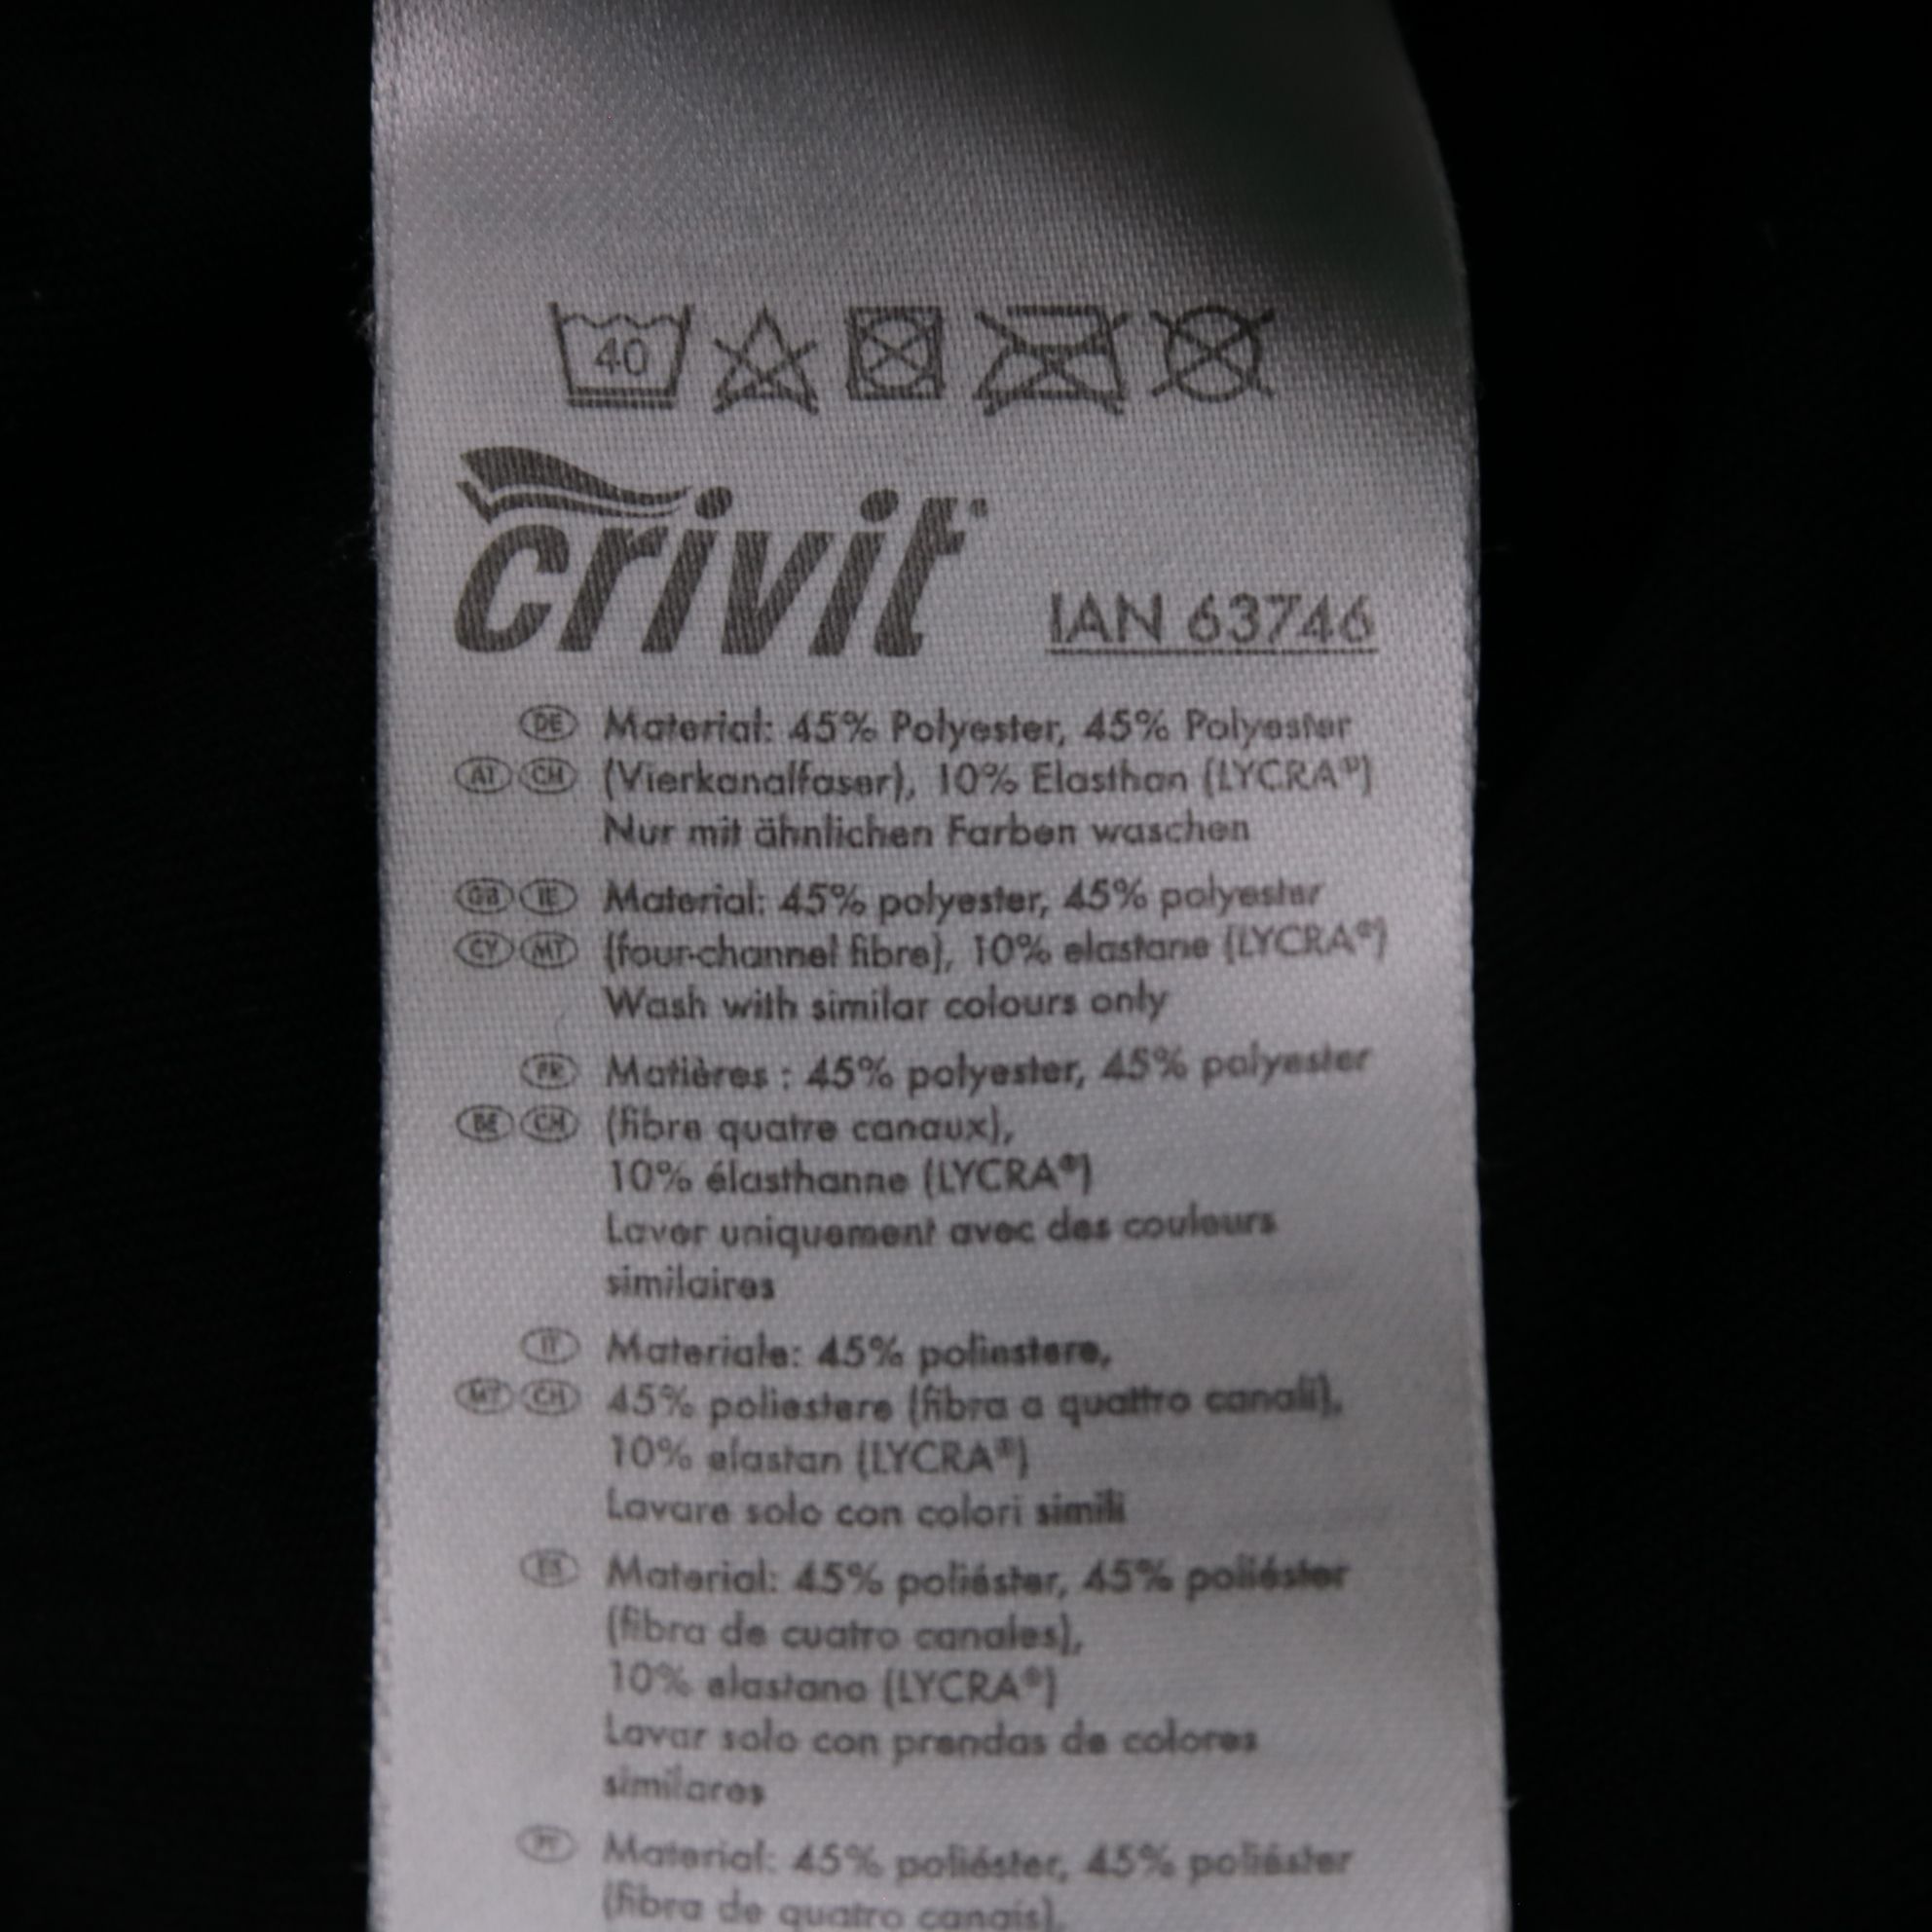 40
crivit®
IAN 63746
DE Material: 45% Polyester, 45% Polyester
AT CH (Vierkanalfaser), 10% Elasthan (LYCRA®)
Nur mit ähnlichen Farben waschen
GB IE Material: 45% polyester, 45% polyester
CY MT (four-channel fibre), 10% elastane (LYCRA®)
Wash with similar colours only
FR Matières : 45% polyester, 45% polyester
BE CH (fibre quatre canaux),
10% élasthanne (LYCRA®)
Laver uniquement avec des couleurs
similaires
IT Materiale: 45% poliestere,
MT CH 45% poliestere (fibra a quattro canali),
10% elastan (LYCRA®)
Lavare solo con colori simili
ES Material: 45% poliéster, 45% poliéster
(fibra de cuatro canales),
10% elastano (LYCRA®)
Lavar solo con prendas de colores
similares
PT Material: 45% poliéster, 45% poliéster
(fibra de quatro canais),